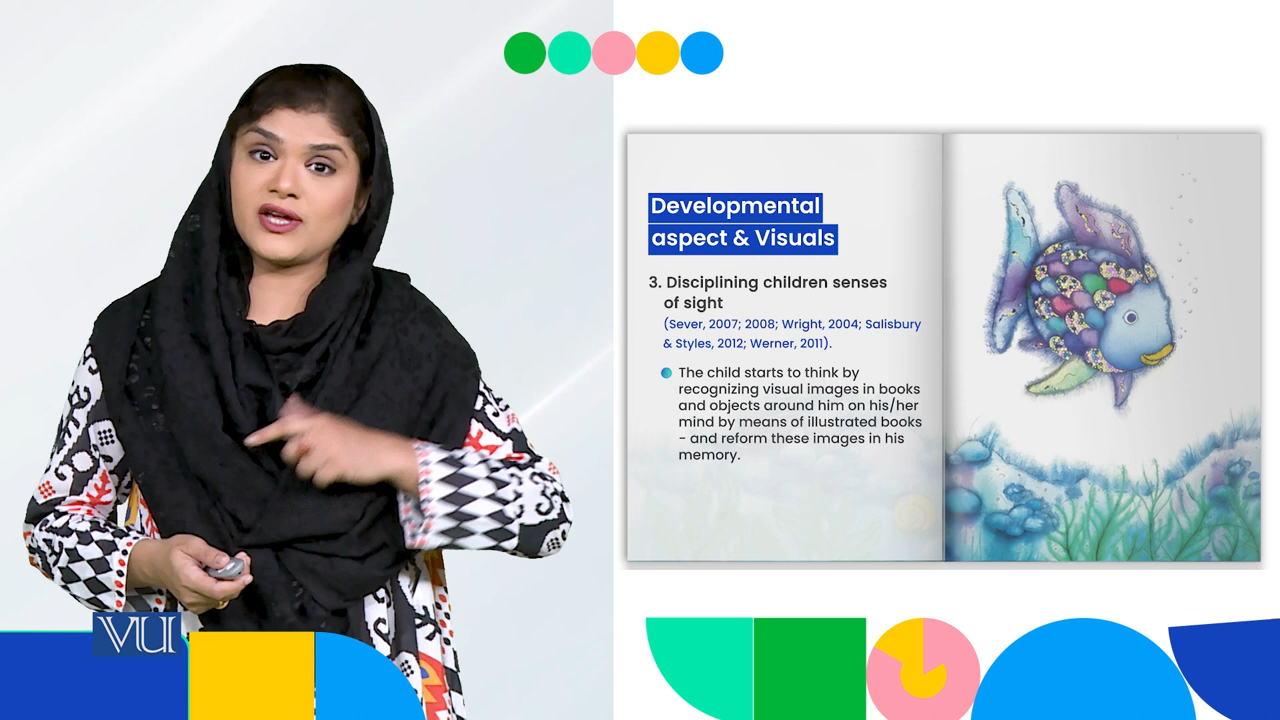 Developmental
aspect & Visuals
3. Disciplining children senses
of sight
(Sever, 2007; 2008; Wright, 2004; Salisbury
& Styles, 2012; Werner, 2011).
The child starts to think by
recognizing visual images in books
and objects around him on his/her
mind by means of illustrated books
- and reform these images in his
memory.
VU